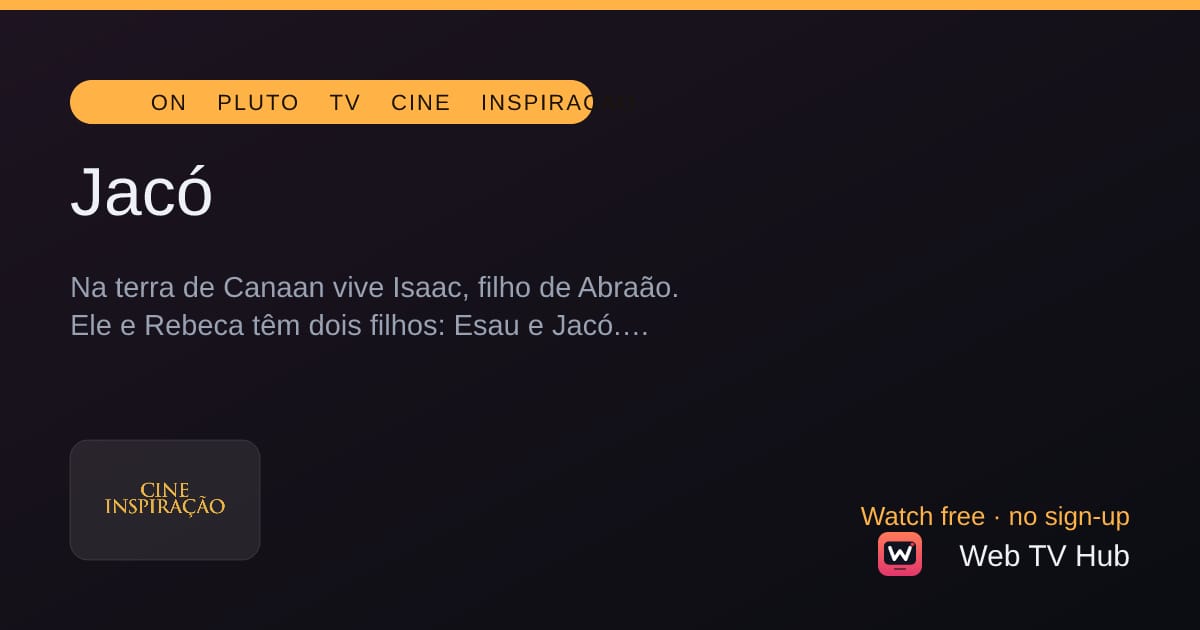 ON PLUTO TV CINE
Jacó
Na terra de Canaan vive Isaac, filho de Abraão.
Ele e Rebeca têm dois filhos: Esau e Jacó.…
CINE
INSPIRAÇÃO
Watch free · no sign-up
W
Web TV Hub